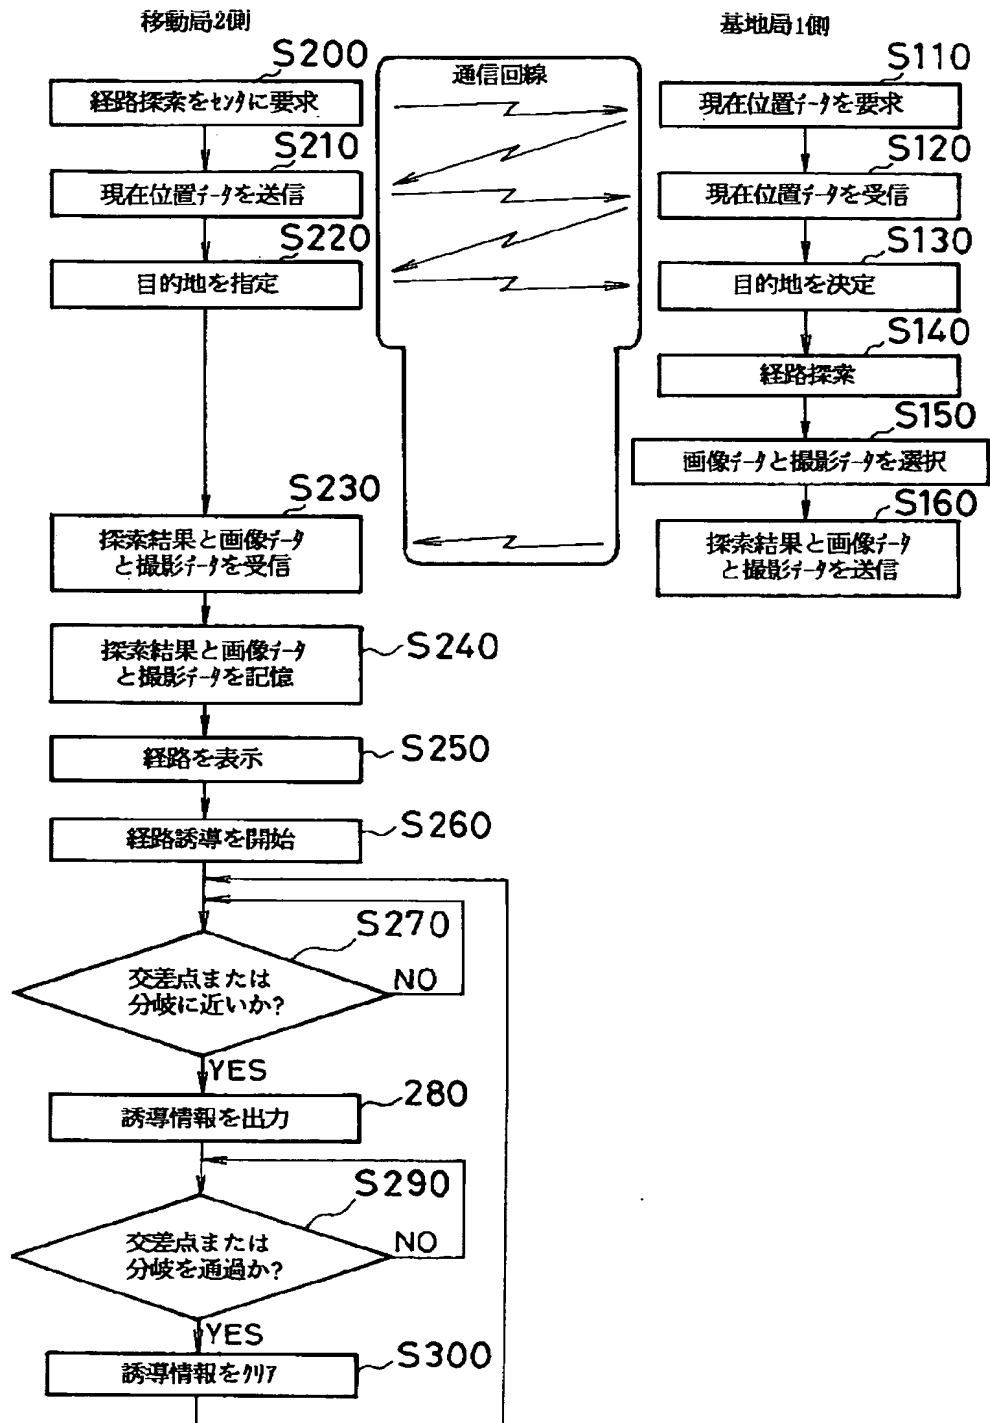 移動局2側
S200
経路探索をｾﾝﾀに要求
S210
現在位置ﾃﾞｰﾀを送信
S220
目的地を指定
S230
探索結果と画像ﾃﾞｰﾀ
と撮影ﾃﾞｰﾀを受信
S240
探索結果と画像ﾃﾞｰﾀ
と撮影ﾃﾞｰﾀを記憶
S250
経路を表示
S260
経路誘導を開始
S270
交差点または
分岐に近いか?
NO
YES
280
誘導情報を出力
S290
交差点または
分岐を通過か?
NO
YES
S300
誘導情報をｸﾘｱ
通信回線
基地局1側
S110
現在位置ﾃﾞｰﾀを要求
S120
現在位置ﾃﾞｰﾀを受信
S130
目的地を決定
S140
経路探索
S150
画像ﾃﾞｰﾀと撮影ﾃﾞｰﾀを選択
S160
探索結果と画像ﾃﾞｰﾀ
と撮影ﾃﾞｰﾀを送信